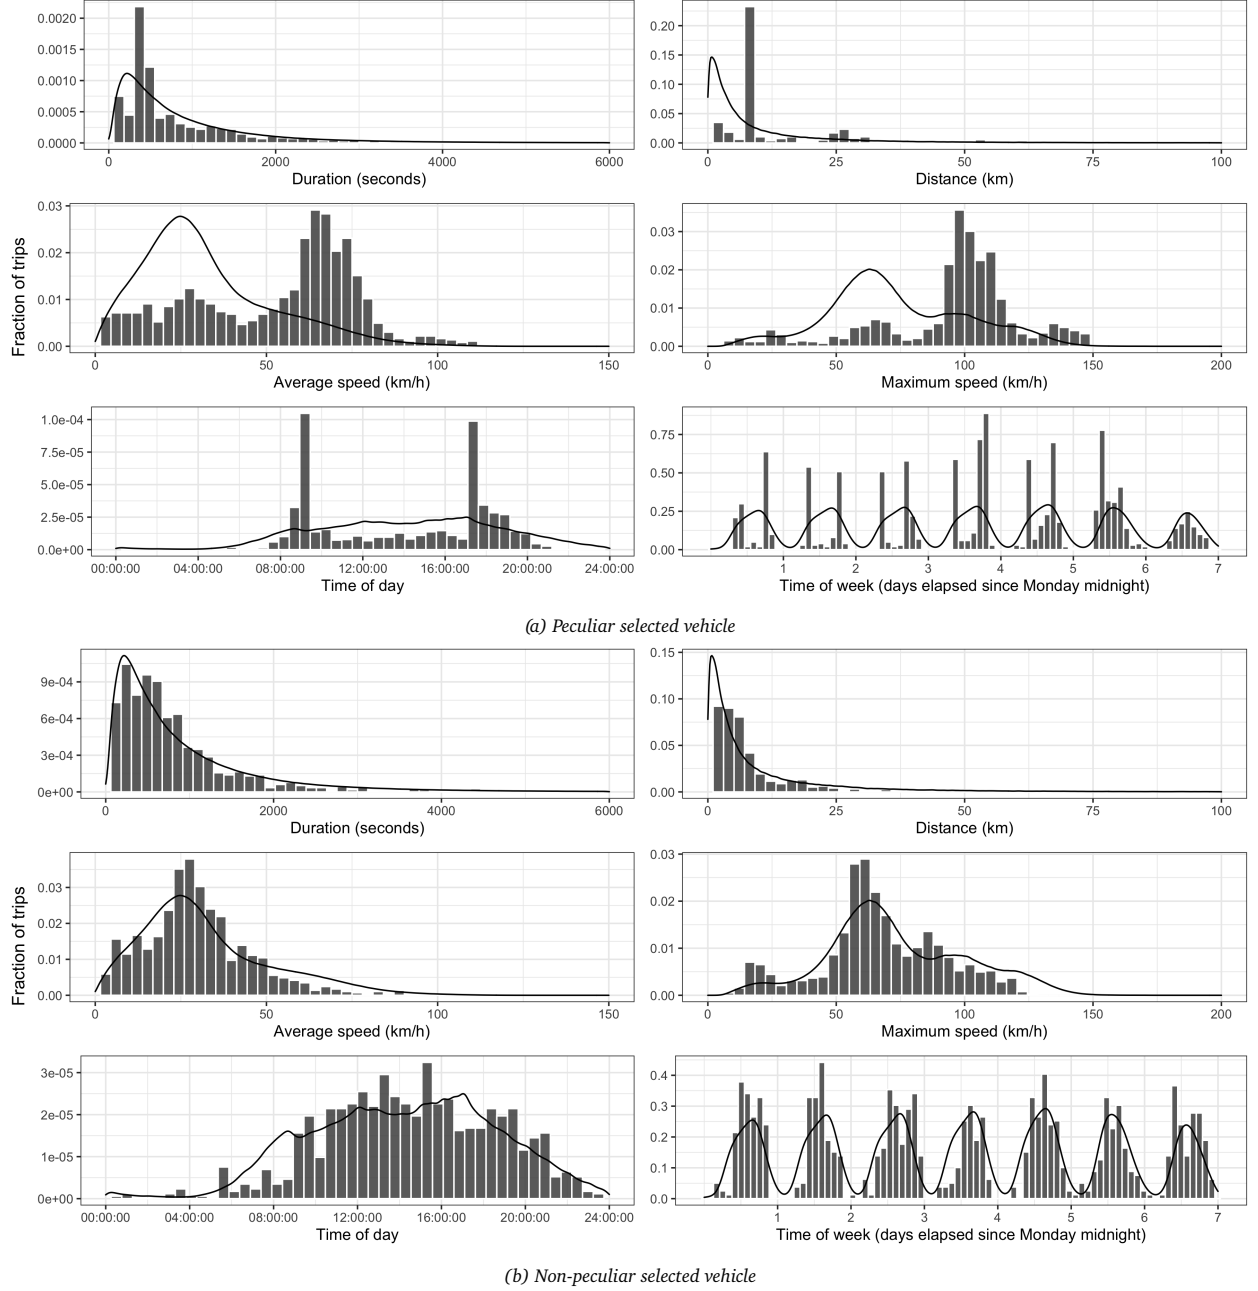 0.0020
0.0015
0.0010
0.0005
0.0000
0 2000 4000 6000
Duration (seconds)
0.20
0.15
0.10
0.05
0.00
0 25 50 75 100
Distance (km)
Fraction of trips
0.03
0.02
0.01
0.00
0 50 100 150
Average speed (km/h)
0.03
0.02
0.01
0.00
0 50 100 150 200
Maximum speed (km/h)
1.0e-04
7.5e-05
5.0e-05
2.5e-05
0.0e+00
00:00:00 04:00:00 08:00:00 12:00:00 16:00:00 20:00:00 24:00:00
Time of day
0.75
0.50
0.25
0.00
1 2 3 4 5 6 7
Time of week (days elapsed since Monday midnight)
(a) Peculiar selected vehicle
9e-04
6e-04
3e-04
0e+00
0 2000 4000 6000
Duration (seconds)
0.15
0.10
0.05
0.00
0 25 50 75 100
Distance (km)
Fraction of trips
0.03
0.02
0.01
0.00
0 50 100 150
Average speed (km/h)
0.03
0.02
0.01
0.00
0 50 100 150 200
Maximum speed (km/h)
3e-05
2e-05
1e-05
0e+00
00:00:00 04:00:00 08:00:00 12:00:00 16:00:00 20:00:00 24:00:00
Time of day
0.4
0.3
0.2
0.1
0.0
1 2 3 4 5 6 7
Time of week (days elapsed since Monday midnight)
(b) Non-peculiar selected vehicle